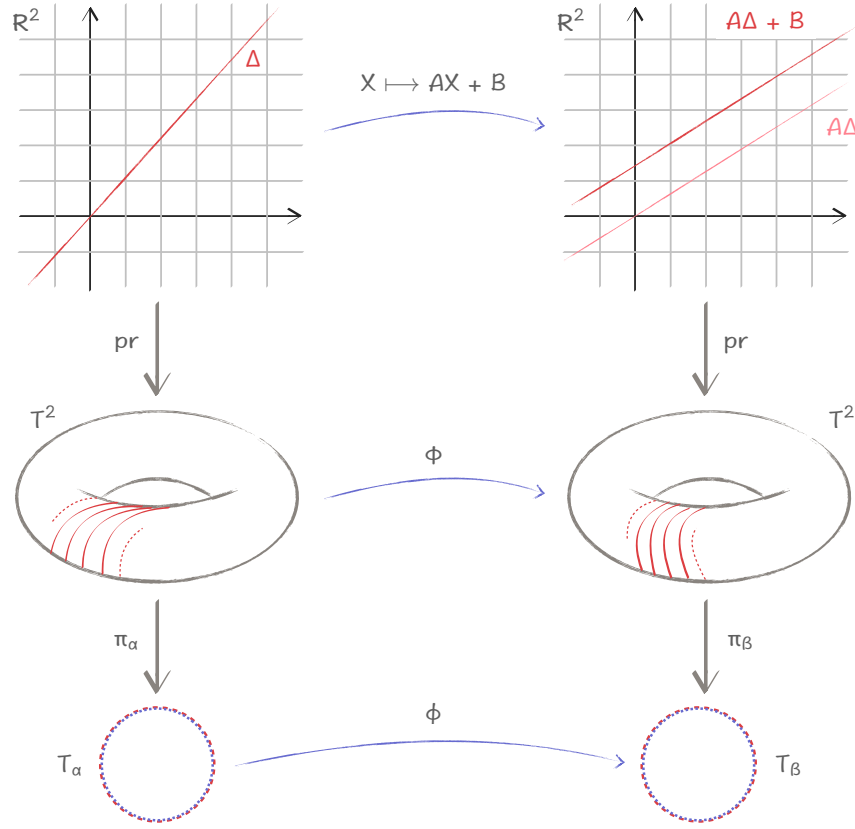 R²
Δ
X ⟼ AX + B
R²
AΔ + B
AΔ
pr
pr
T²
Φ
T²
π_α
π_β
ϕ
T_α
T_β